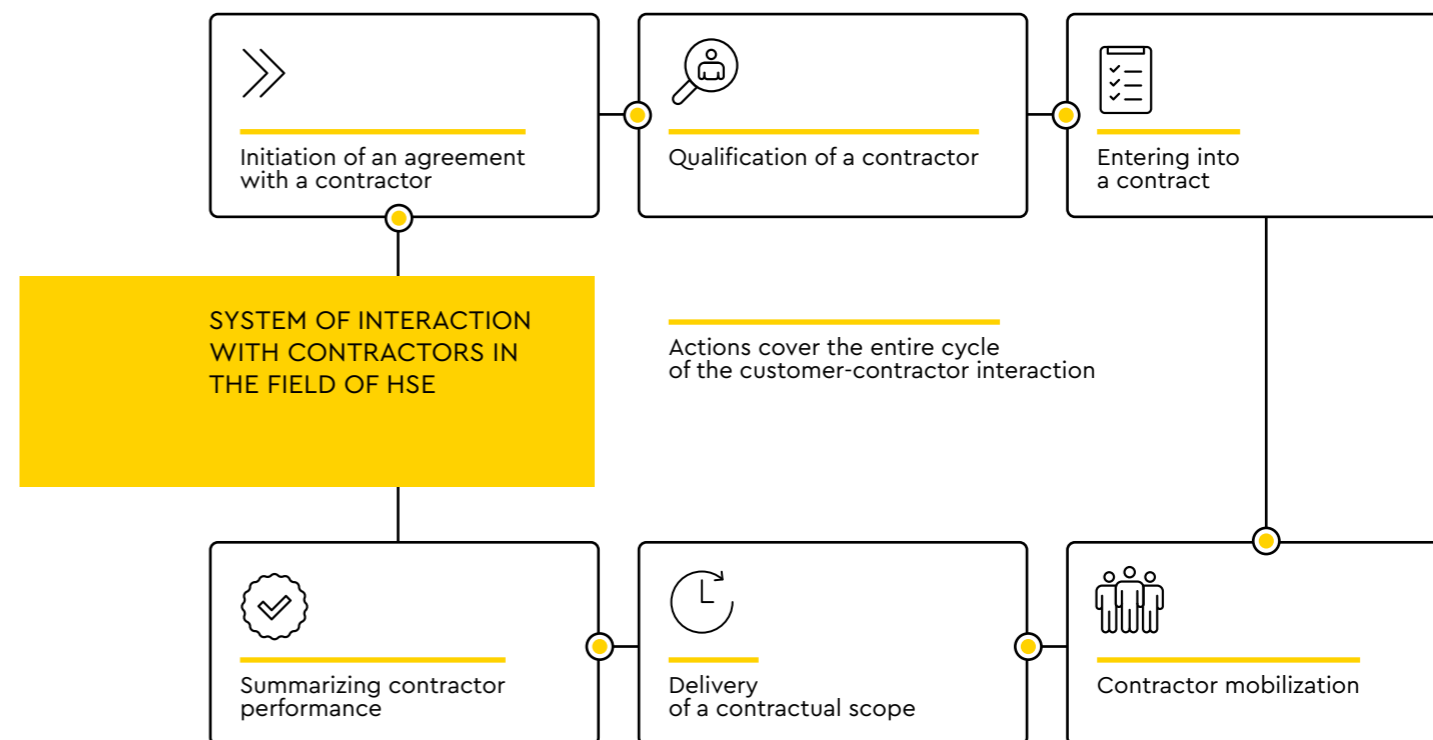 Initiation of an agreement
with a contractor
Qualification of a contractor
Entering into
a contract
SYSTEM OF INTERACTION
WITH CONTRACTORS IN
THE FIELD OF HSE
Actions cover the entire cycle
of the customer-contractor interaction
Summarizing contractor
performance
Delivery
of a contractual scope
Contractor mobilization